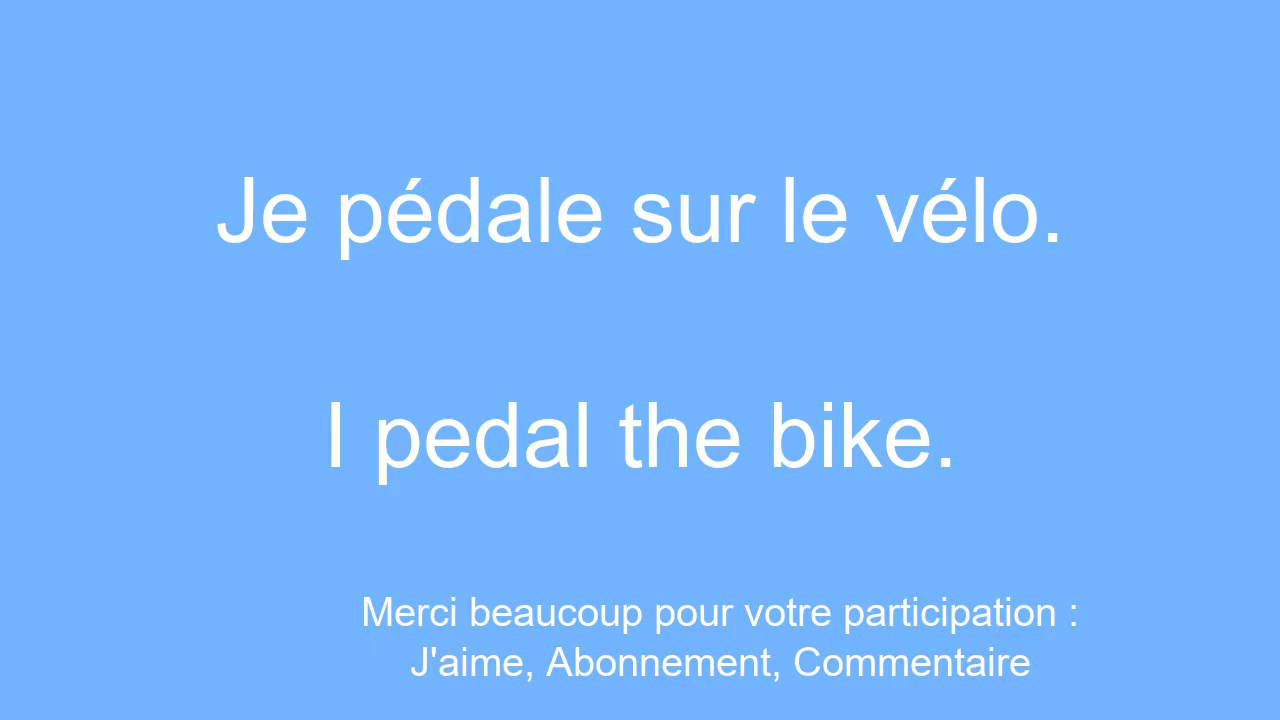 Je pédale sur le vélo.
I pedal the bike.
Merci beaucoup pour votre participation :
J'aime, Abonnement, Commentaire